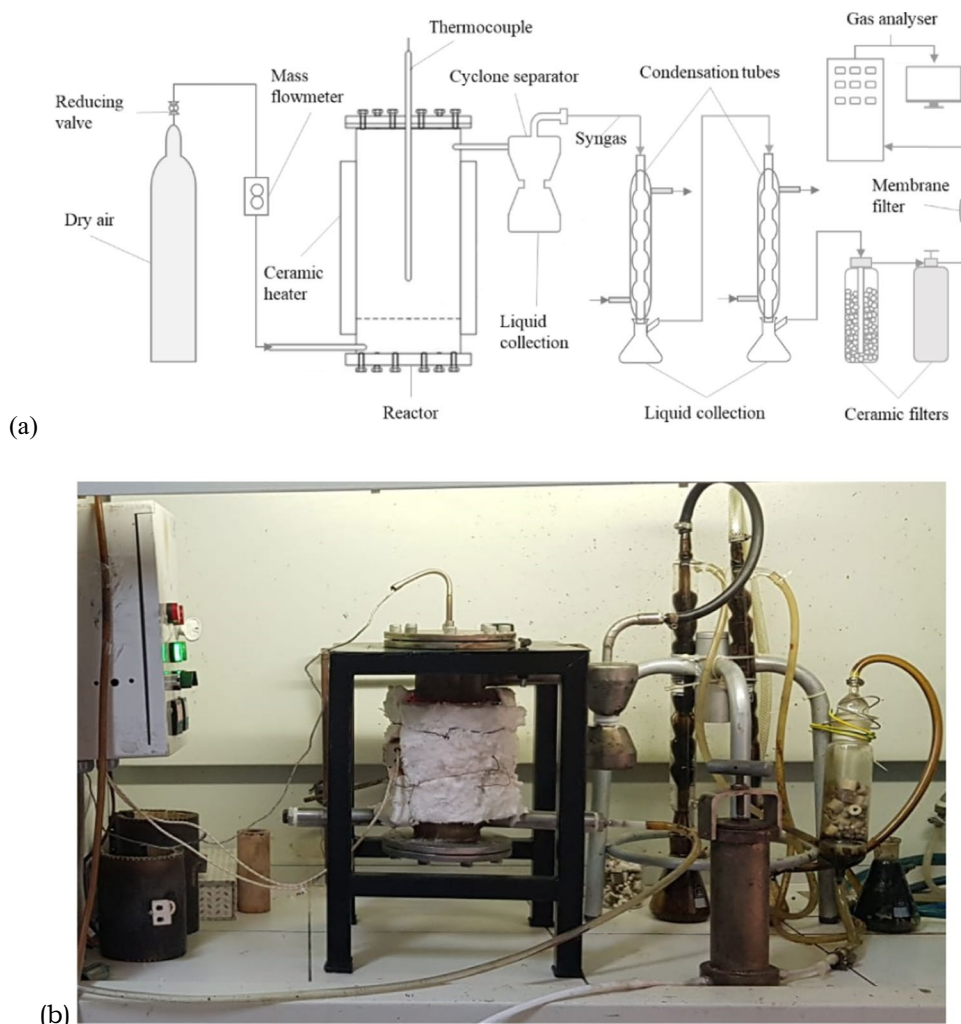 Thermocouple
Gas analyser
Mass
flowmeter
Cyclone separator
Condensation tubes
Reducing
valve
Syngas
Membrane
filter
Dry air
Ceramic
heater
Liquid
collection
Reactor
Liquid collection
Ceramic filters
(a)
(b)